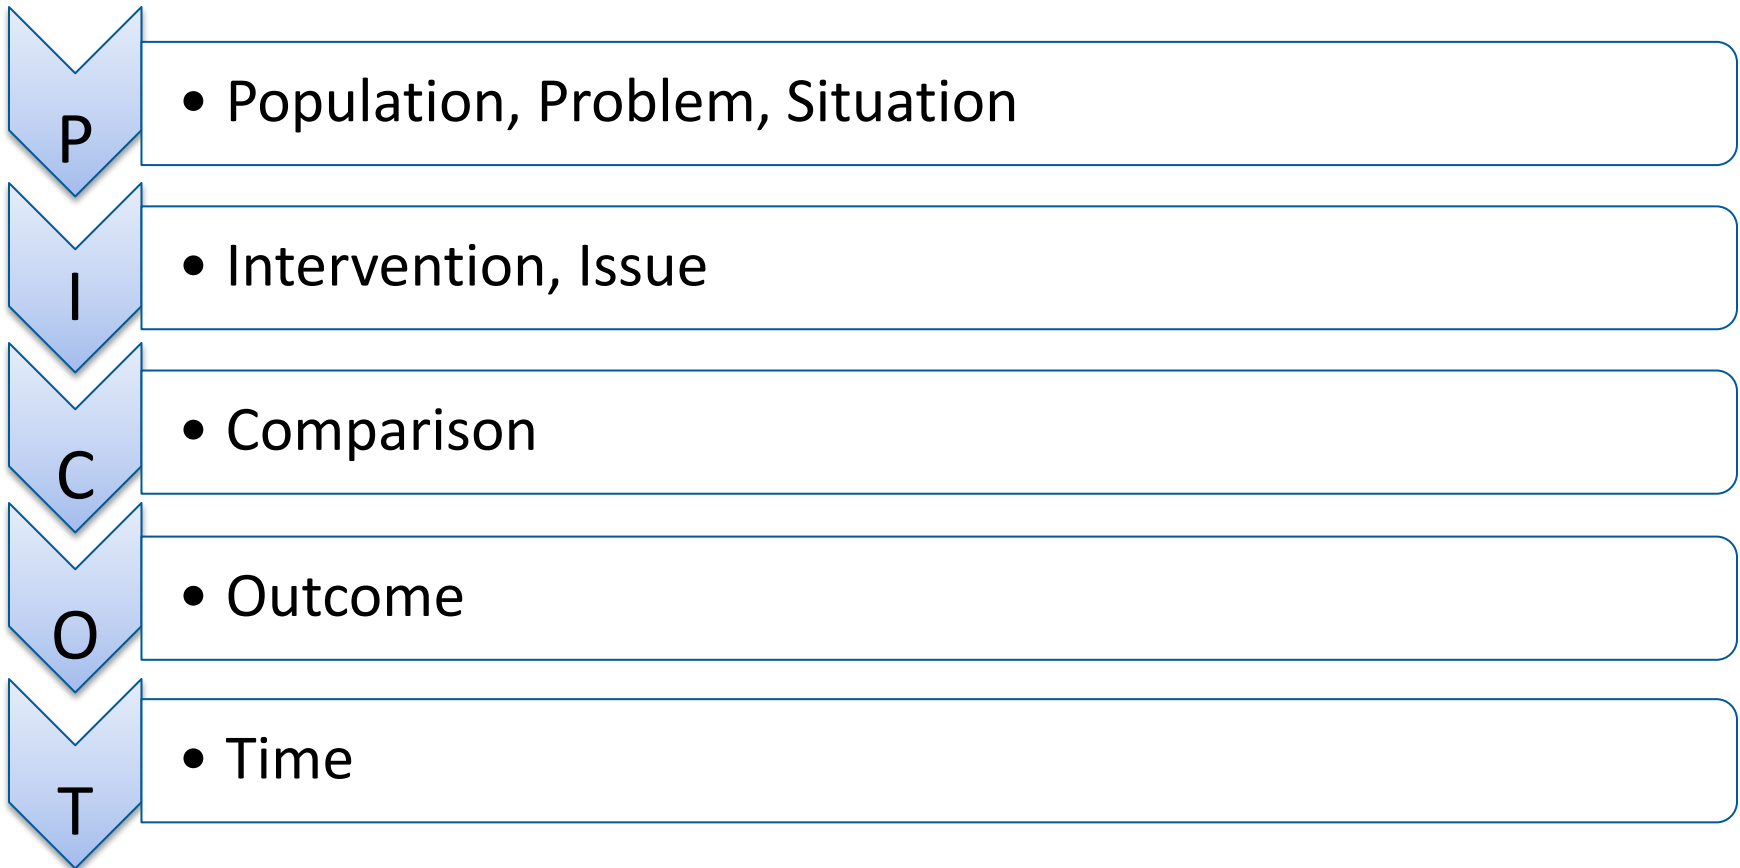 P
• Population, Problem, Situation
I
• Intervention, Issue
C
• Comparison
O
• Outcome
T
• Time